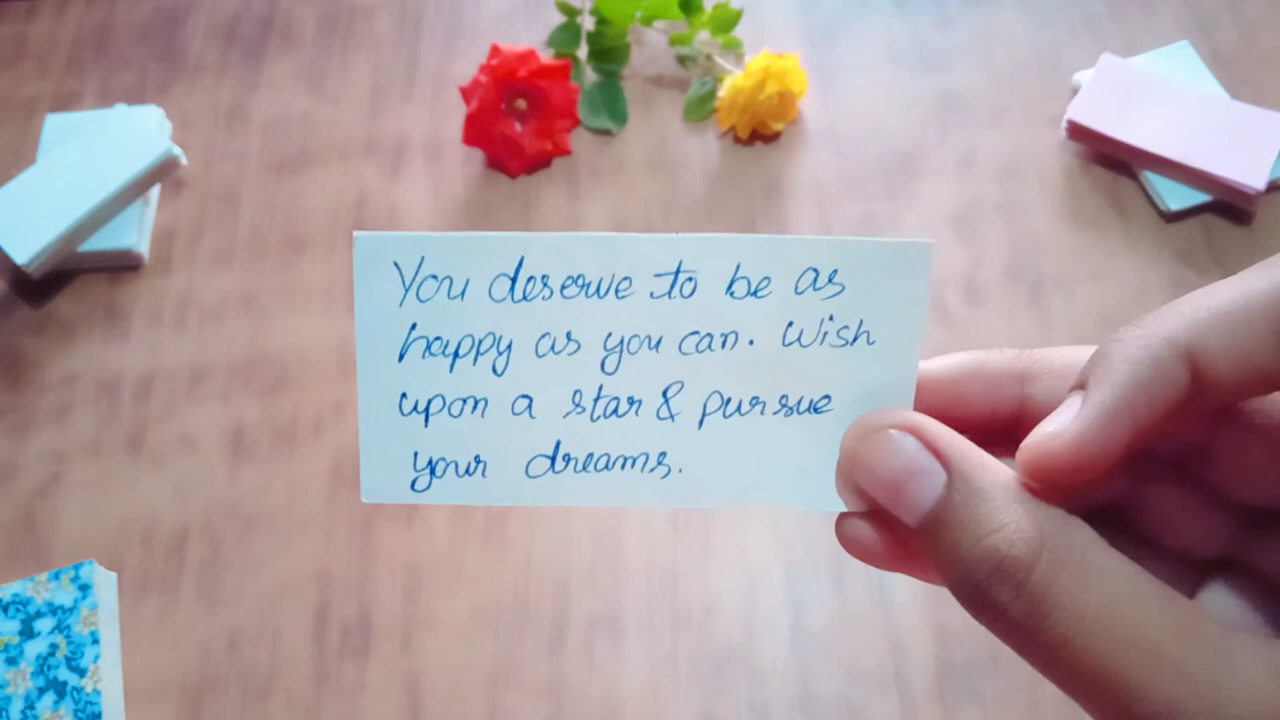 You deserve to be as
happy as you can. Wish
upon a star & pursue
your dreams.